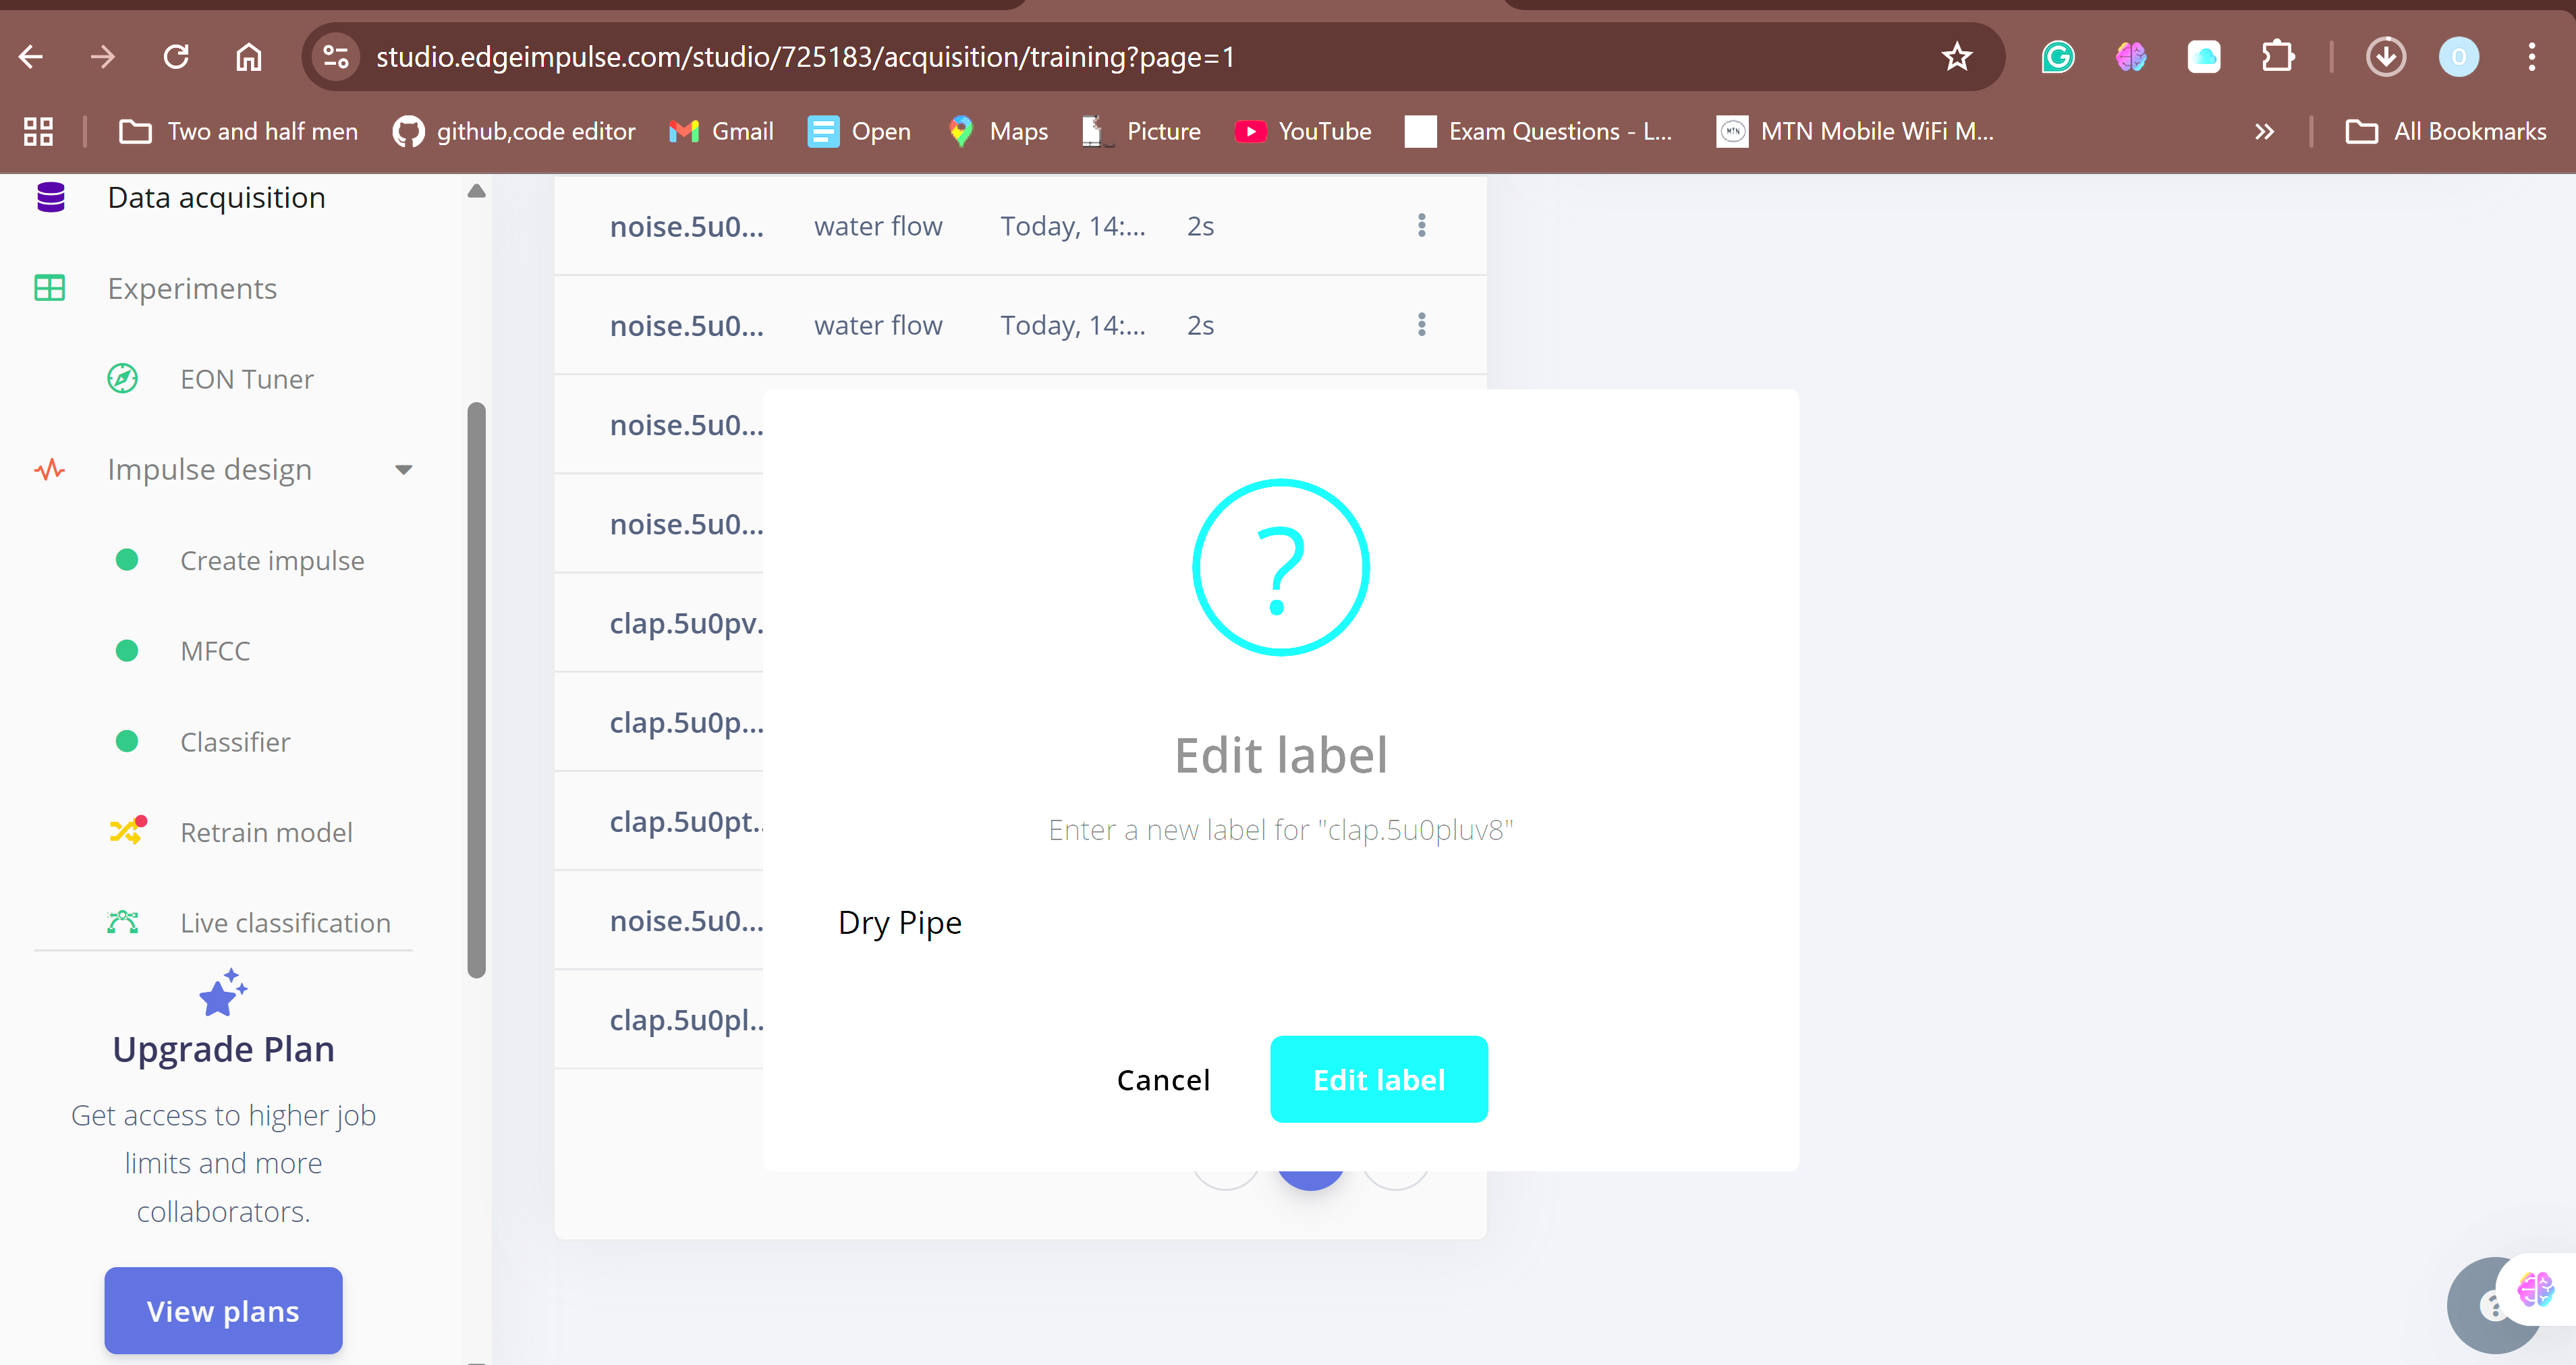 studio.edgeimpulse.com/studio/725183/acquisition/training?page=1
O
Two and half men
github,code editor
Gmail
Open
Maps
Picture
YouTube
Exam Questions - L...
MTN
MTN Mobile WiFi M...
All Bookmarks
Data acquisition
Experiments
EON Tuner
Impulse design
Create impulse
MFCC
Classifier
Retrain model
Live classification
Upgrade Plan
Get access to higher job
limits and more
collaborators.
View plans
noise.5u0... water flow Today, 14:... 2s
noise.5u0... water flow Today, 14:... 2s
noise.5u0...
noise.5u0...
clap.5u0pv.
clap.5u0p...
clap.5u0pt..
noise.5u0...
clap.5u0pl..
?
Edit label
Enter a new label for "clap.5u0pluv8"
Dry Pipe
Cancel
Edit label